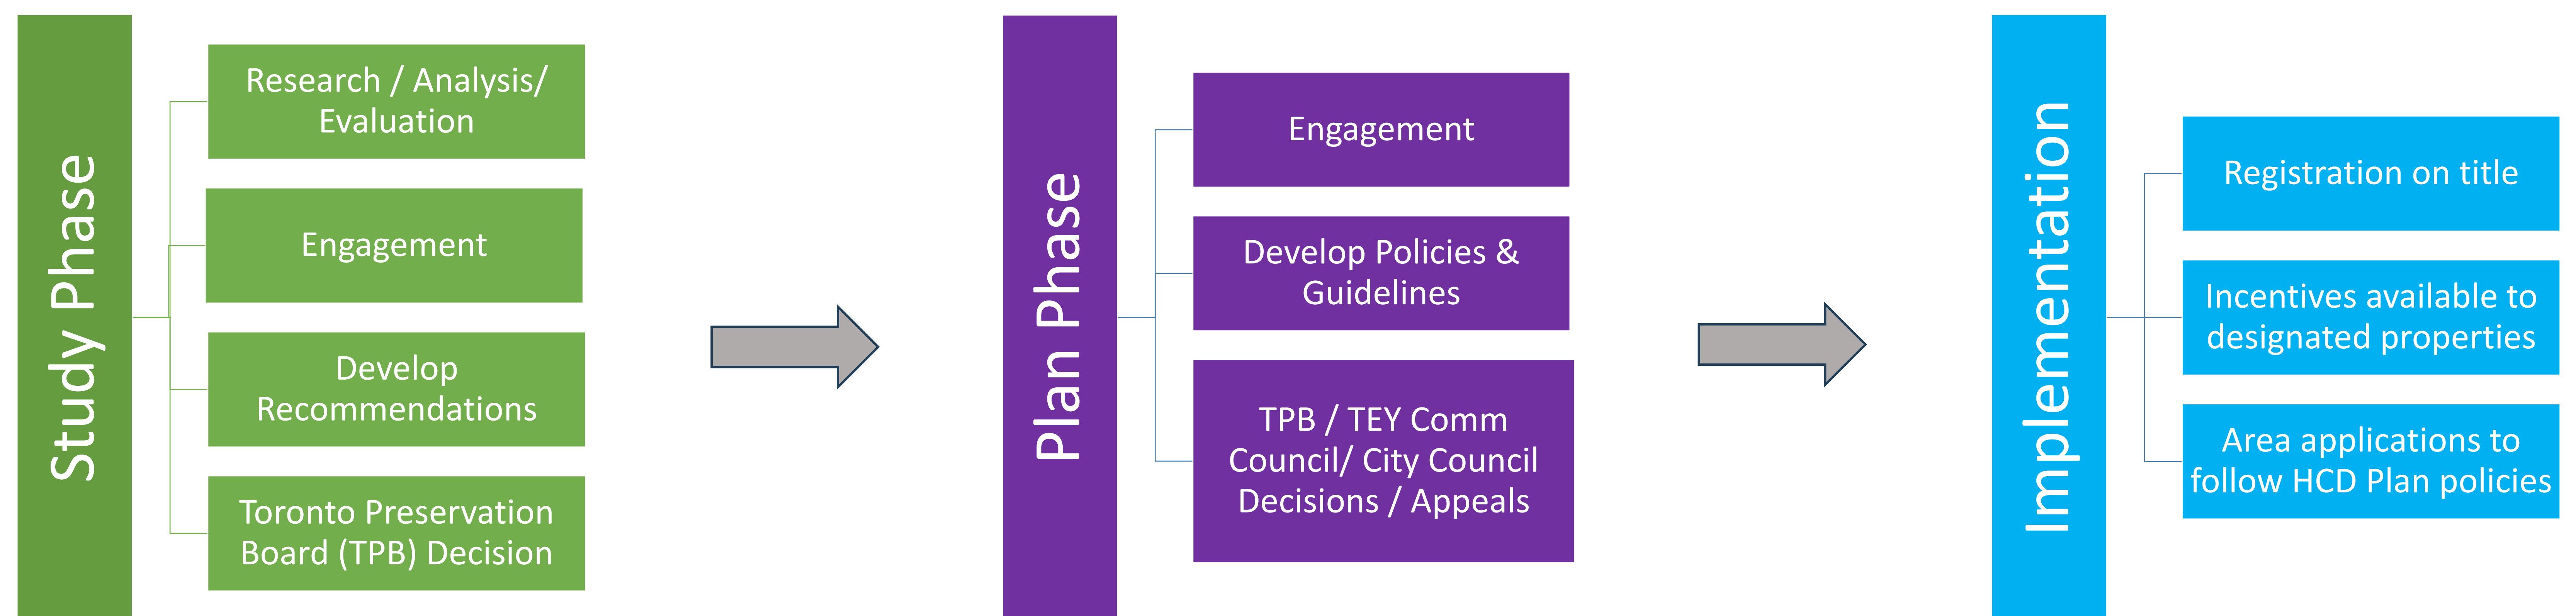 Study Phase
Research / Analysis/
Evaluation
Engagement
Develop
Recommendations
Toronto Preservation
Board (TPB) Decision
Plan Phase
Engagement
Develop Policies &
Guidelines
TPB / TEY Comm
Council/ City Council
Decisions / Appeals
Implementation
Registration on title
Incentives available to
designated properties
Area applications to
follow HCD Plan policies